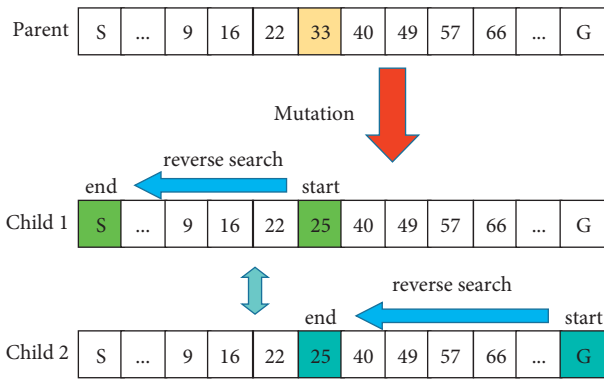 Parent S ... 9 16 22 33 40 49 57 66 ... G
Mutation
reverse search
end start
Child 1 S ... 9 16 22 25 40 49 57 66 ... G
reverse search
end start
Child 2 S ... 9 16 22 25 40 49 57 66 ... G